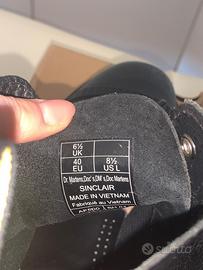 6½
UK
40
EU
8½
US L
Dr. Martens,Doc's,DM's,Doc Martens
SINCLAIR
MADE IN VIETNAM
Fabriqué au Vietnam
subito